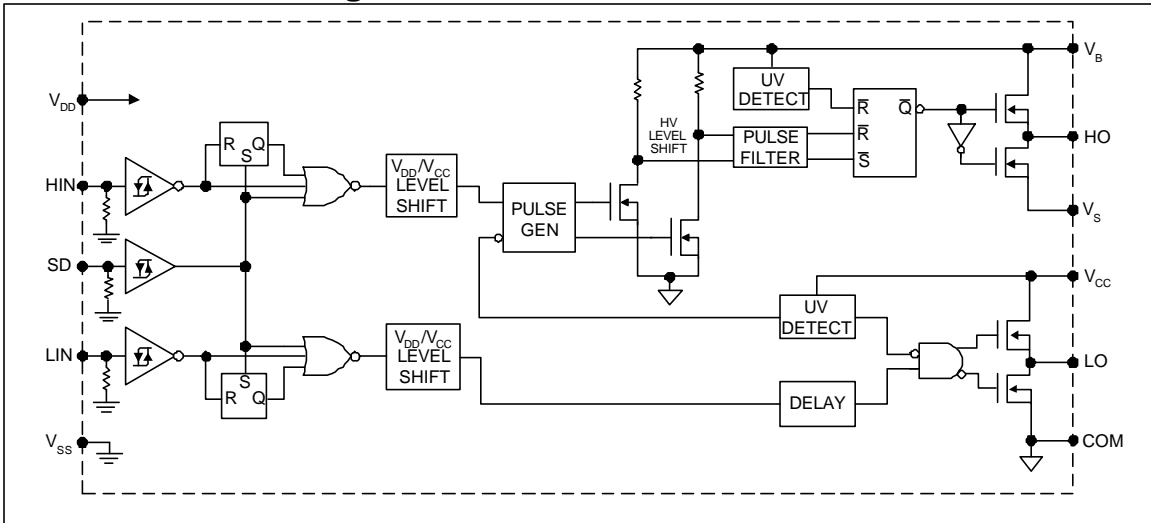 V_B
UV
DETECT
V_DD
R̅ Q̅
HV
LEVEL
SHIFT
R Q
S
PULSE
FILTER
R̅
S̅
HO
HIN
V_DD/V_CC
LEVEL
SHIFT
PULSE
GEN
V_S
SD
V_CC
UV
DETECT
LIN
V_DD/V_CC
LEVEL
SHIFT
LO
S
R Q
DELAY
V_SS
COM